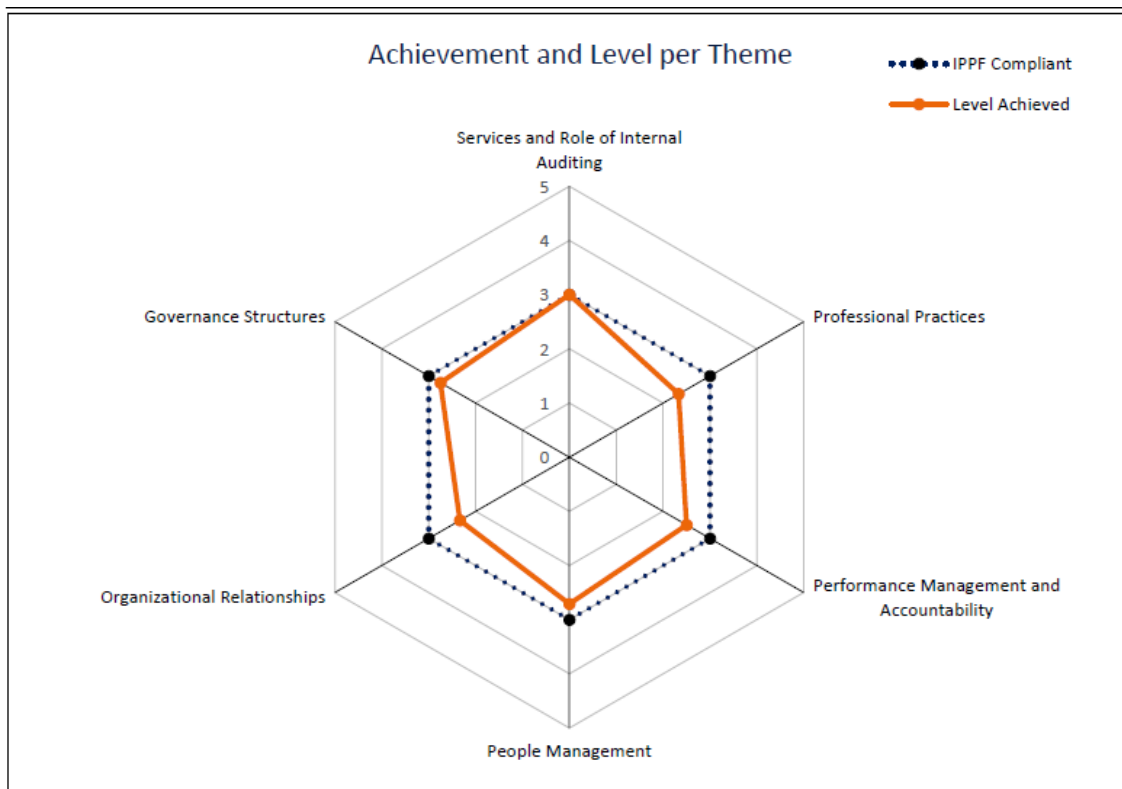 Achievement and Level per Theme
IPPF Compliant
Level Achieved
Services and Role of Internal
Auditing
5
4
3
2
1
0
Governance Structures
Professional Practices
Organizational Relationships
Performance Management and
Accountability
People Management